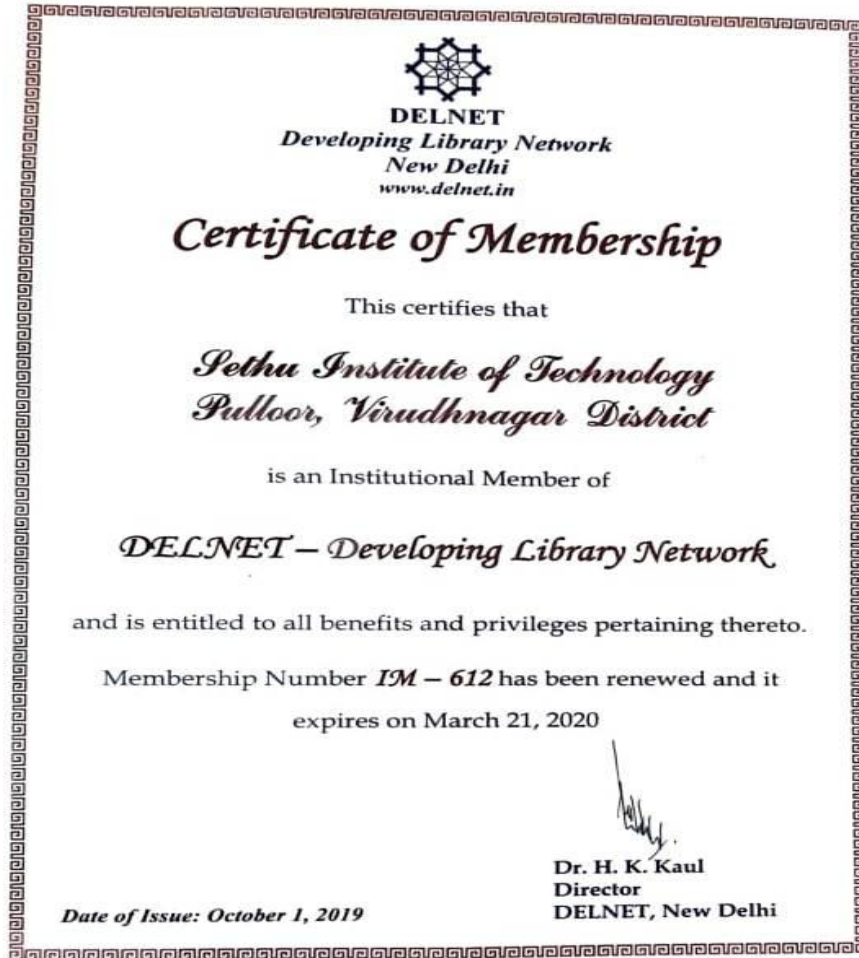 DELNET
Developing Library Network
New Delhi
www.delnet.in
Certificate of Membership
This certifies that
Sethu Institute of Technology
Pulloor, Virudhnagar District
is an Institutional Member of
DELNET – Developing Library Network
and is entitled to all benefits and privileges pertaining thereto.
Membership Number IM – 612 has been renewed and it
expires on March 21, 2020
Dr. H. K. Kaul
Director
DELNET, New Delhi
Date of Issue: October 1, 2019